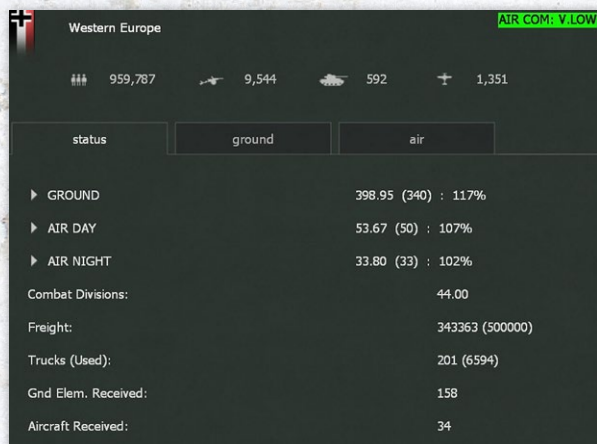 AIR COM: V.LOW
Western Europe
959,787 9,544 592 1,351
status ground air
GROUND 398.95 (340) : 117%
AIR DAY 53.67 (50) : 107%
AIR NIGHT 33.80 (33) : 102%
Combat Divisions: 44.00
Freight: 343363 (500000)
Trucks (Used): 201 (6594)
Gnd Elem. Received: 158
Aircraft Received: 34